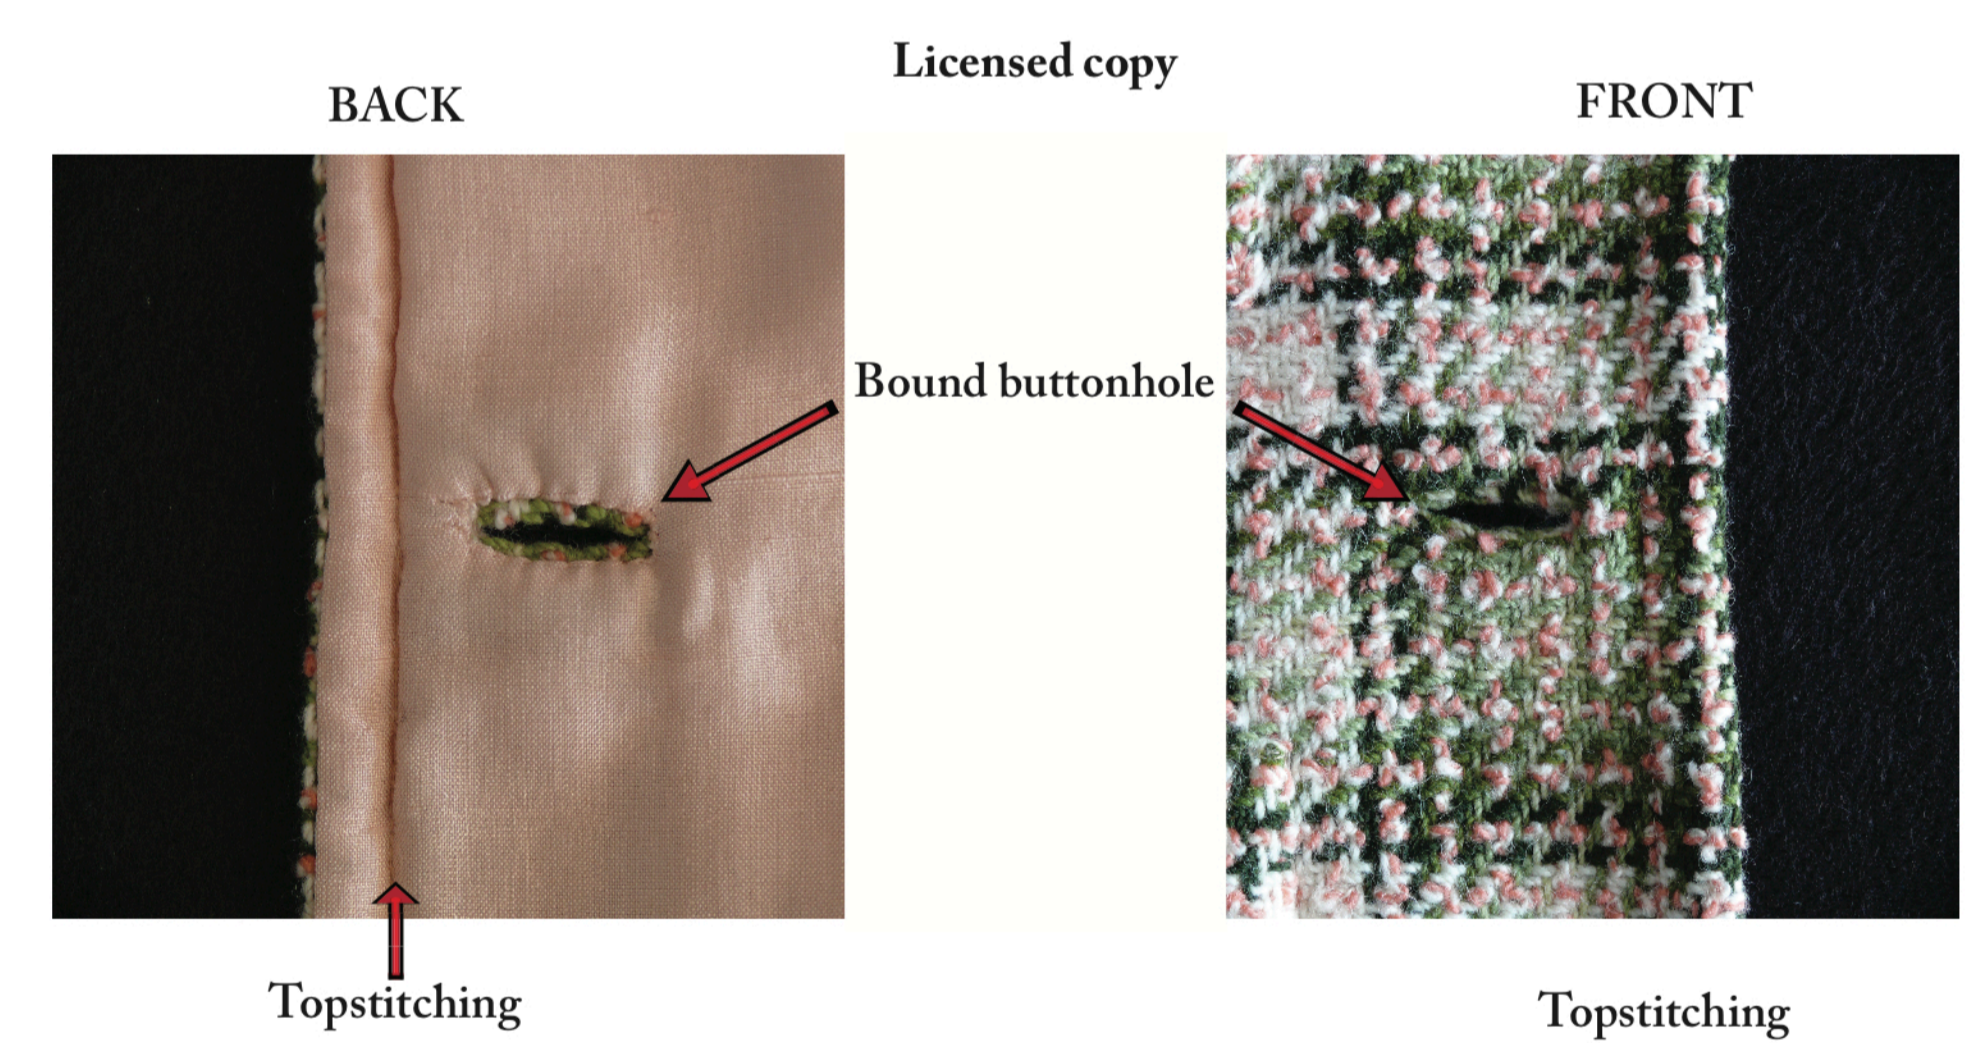 Licensed copy
BACK
FRONT
Bound buttonhole
Topstitching
Topstitching